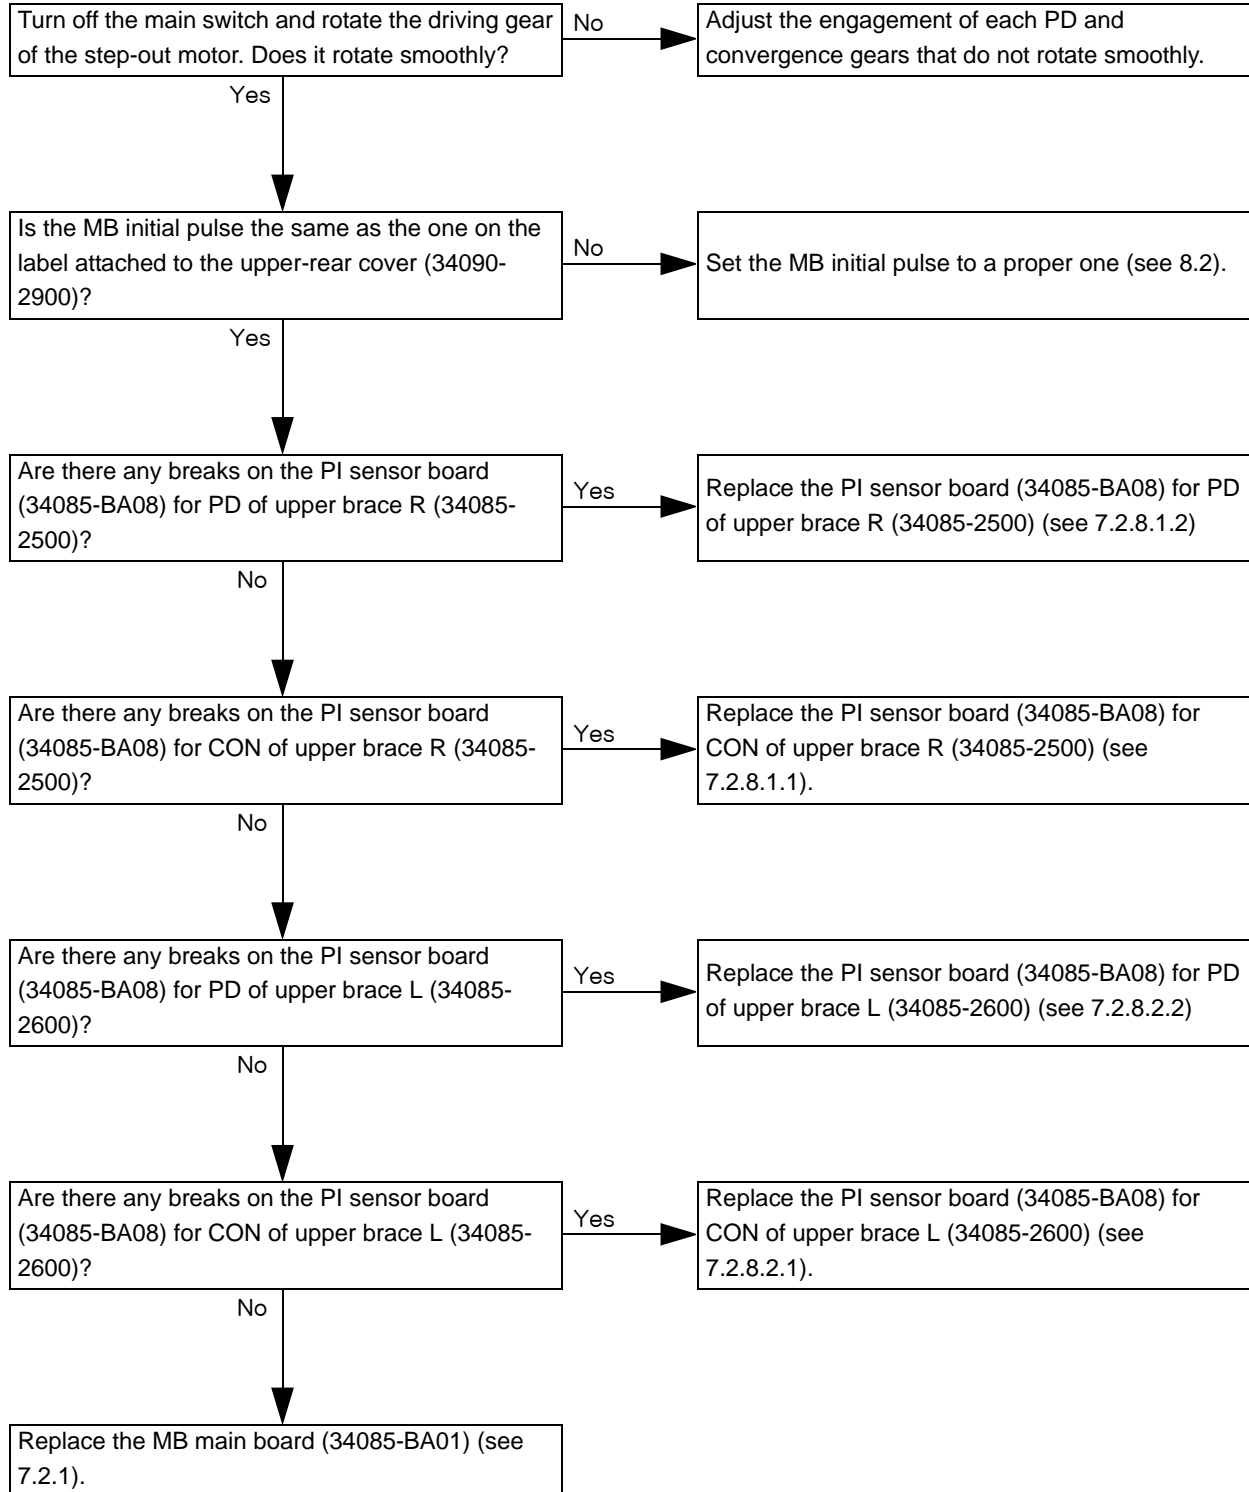 Turn off the main switch and rotate the driving gear
of the step-out motor. Does it rotate smoothly?
No
Adjust the engagement of each PD and
convergence gears that do not rotate smoothly.
Yes
Is the MB initial pulse the same as the one on the
label attached to the upper-rear cover (34090-
2900)?
No
Set the MB initial pulse to a proper one (see 8.2).
Yes
Are there any breaks on the PI sensor board
(34085-BA08) for PD of upper brace R (34085-
2500)?
Yes
Replace the PI sensor board (34085-BA08) for PD
of upper brace R (34085-2500) (see 7.2.8.1.2)
No
Are there any breaks on the PI sensor board
(34085-BA08) for CON of upper brace R (34085-
2500)?
Yes
Replace the PI sensor board (34085-BA08) for
CON of upper brace R (34085-2500) (see
7.2.8.1.1).
No
Are there any breaks on the PI sensor board
(34085-BA08) for PD of upper brace L (34085-
2600)?
Yes
Replace the PI sensor board (34085-BA08) for PD
of upper brace L (34085-2600) (see 7.2.8.2.2)
No
Are there any breaks on the PI sensor board
(34085-BA08) for CON of upper brace L (34085-
2600)?
Yes
Replace the PI sensor board (34085-BA08) for
CON of upper brace L (34085-2600) (see
7.2.8.2.1).
No
Replace the MB main board (34085-BA01) (see
7.2.1).